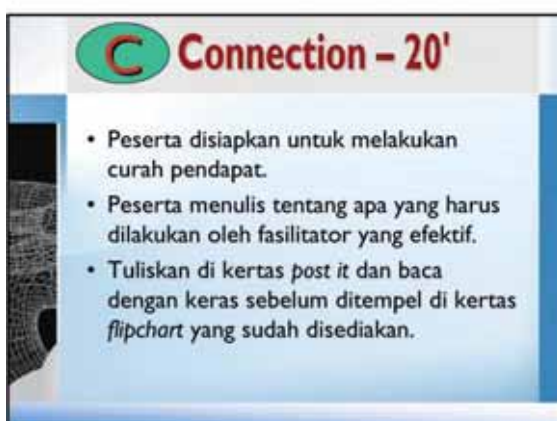 C Connection – 20'
• Peserta disiapkan untuk melakukan
curah pendapat.
• Peserta menulis tentang apa yang harus
dilakukan oleh fasilitator yang efektif.
• Tuliskan di kertas post it dan baca
dengan keras sebelum ditempel di kertas
flipchart yang sudah disediakan.